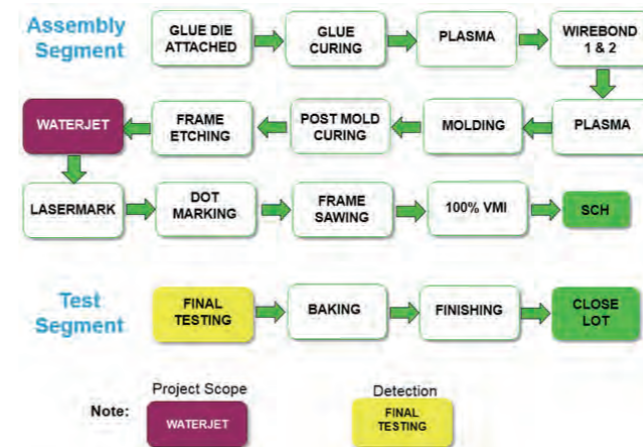 Assembly
Segment
GLUE DIE
ATTACHED
GLUE
CURING
PLASMA
WIREBOND
1 & 2
WATERJET
FRAME
ETCHING
POST MOLD
CURING
MOLDING
PLASMA
LASERMARK
DOT
MARKING
FRAME
SAWING
100% VMI
SCH
Test
Segment
FINAL
TESTING
BAKING
FINISHING
CLOSE
LOT
Project Scope
Detection
Note:
WATERJET
FINAL
TESTING